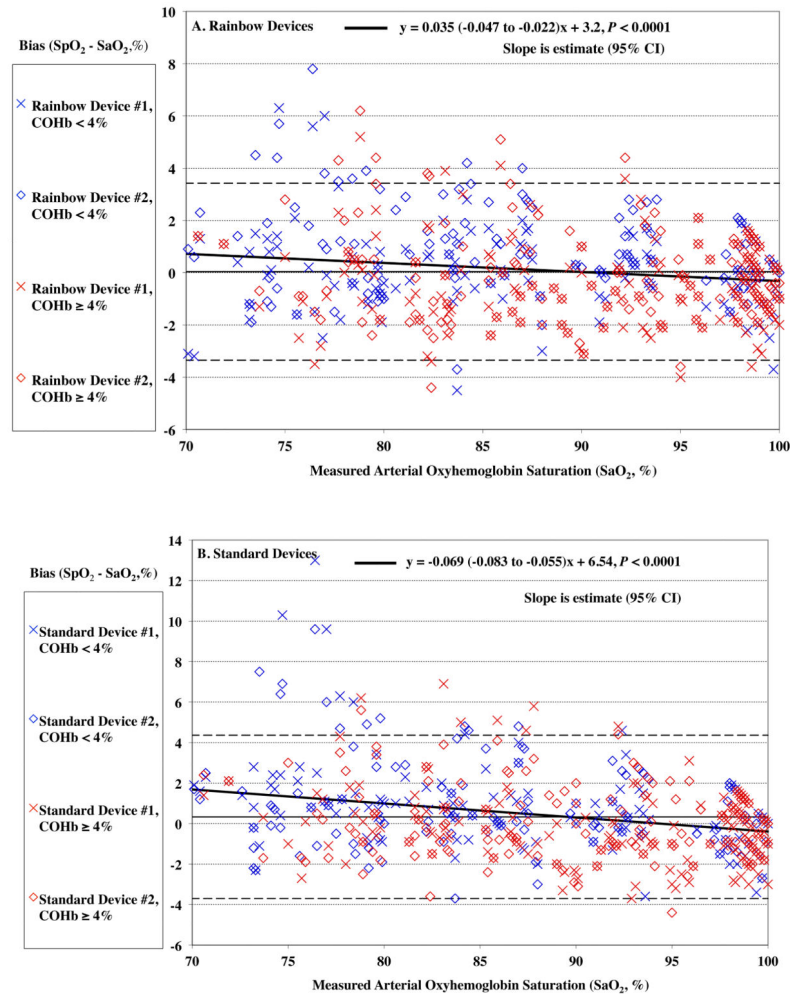 A. Rainbow Devices
y = 0.035 (-0.047 to -0.022)x + 3.2, P < 0.0001
Slope is estimate (95% CI)
Bias (SpO2 - SaO2,%)
Rainbow Device #1,
COHb < 4%
Rainbow Device #2,
COHb < 4%
Rainbow Device #1,
COHb ≥ 4%
Rainbow Device #2,
COHb ≥ 4%
10
8
6
4
2
0
-2
-4
-6
70 75 80 85 90 95 100
Measured Arterial Oxyhemoglobin Saturation (SaO2, %)
B. Standard Devices
y = -0.069 (-0.083 to -0.055)x + 6.54, P < 0.0001
Slope is estimate (95% CI)
Bias (SpO2 - SaO2,%)
Standard Device #1,
COHb < 4%
Standard Device #2,
COHb < 4%
Standard Device #1,
COHb ≥ 4%
Standard Device #2,
COHb ≥ 4%
14
12
10
8
6
4
2
0
-2
-4
-6
70 75 80 85 90 95 100
Measured Arterial Oxyhemoglobin Saturation (SaO2, %)